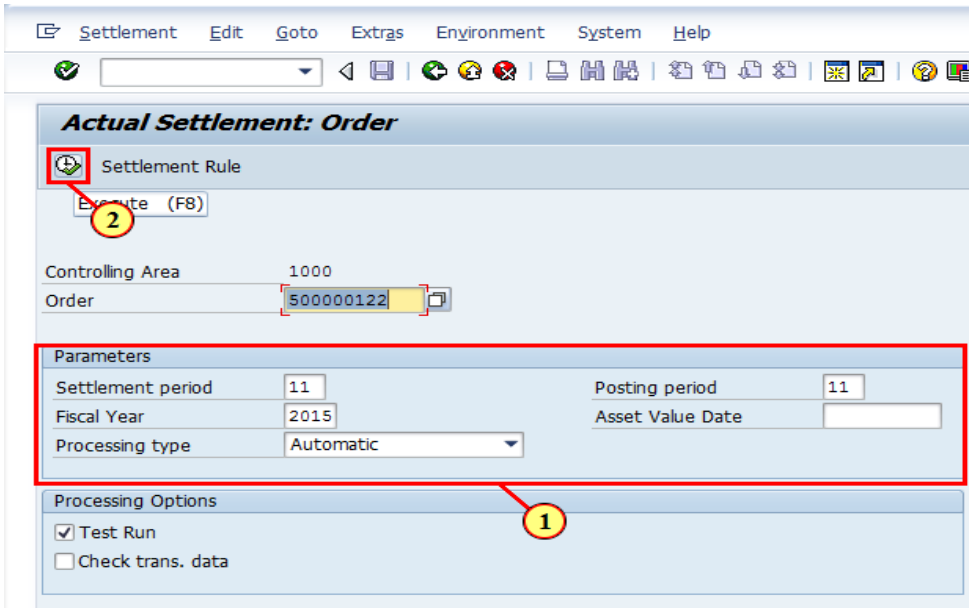 Settlement Edit Goto Extras Environment System Help
Actual Settlement: Order
Settlement Rule
Execute (F8)
2
Controlling Area 1000
Order 500000122
Parameters
Settlement period 11 Posting period 11
Fiscal Year 2015 Asset Value Date
Processing type Automatic
Processing Options
1
Test Run
Check trans. data